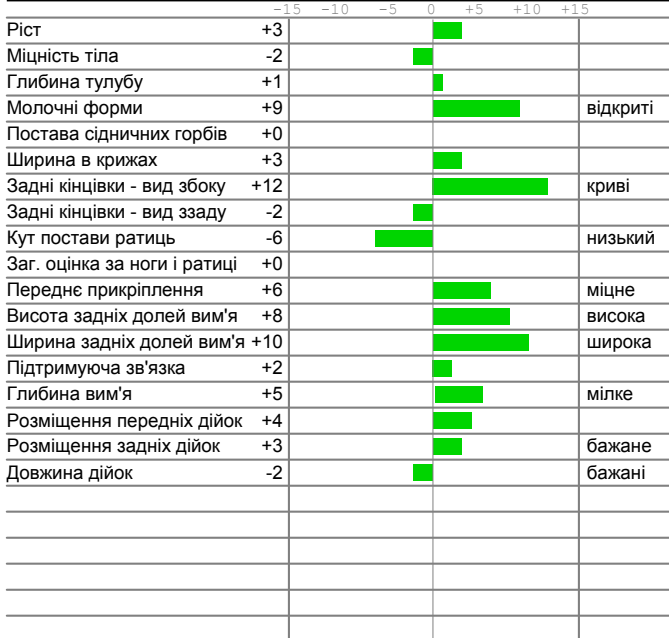 -15 -10 -5 0 +5 +10 +15
Ріст +3
Міцність тіла -2
Глибина тулубу +1
Молочні форми +9 відкриті
Постава сідничних горбів +0
Ширина в крижах +3
Задні кінцівки - вид збоку +12 криві
Задні кінцівки - вид ззаду -2
Кут постави ратиць -6 низький
Заг. оцінка за ноги і ратиці +0
Переднє прикріплення +6 міцне
Висота задніх долей вим'я +8 висока
Ширина задніх долей вим'я +10 широка
Підтримуюча зв'язка +2
Глибина вим'я +5 мілке
Розміщення передніх дійок +4
Розміщення задніх дійок +3 бажане
Довжина дійок -2 бажані